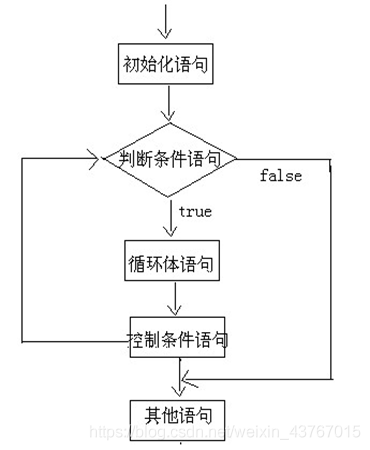 初始化语句
判断条件语句
false
true
循环体语句
控制条件语句
其他语句
https://blog.csdn.net/weixin_43767015